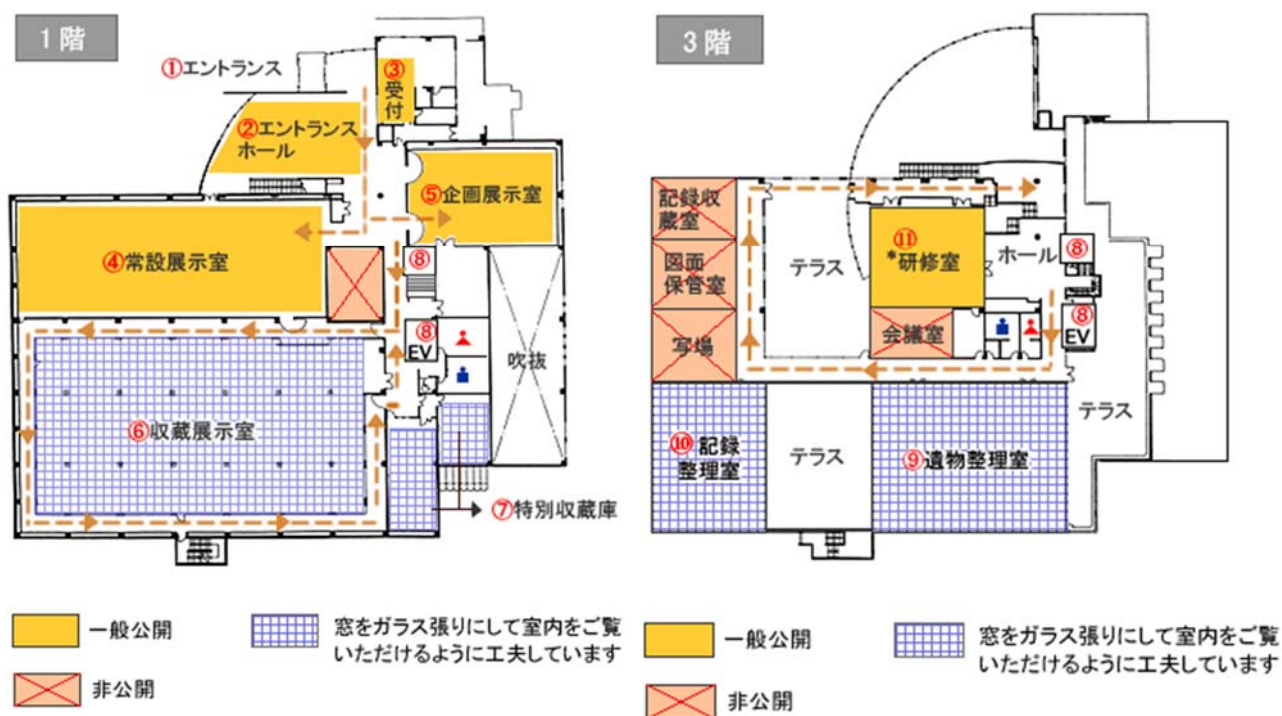 1階
①エントランス
③
受
付
②エントランス
ホール
⑤企画展示室
④常設展示室
⑧
⑧
EV
吹抜
⑥収蔵展示室
⑦特別収蔵庫
一般公開
窓をガラス張りにして室内をご覧
いただけるように工夫しています
非公開
3階
記録収
蔵室
図面
保管室
写場
テラス
⑪
*研修室
ホール
⑧
会議室
⑧
EV
テラス
⑩記録
整理室
テラス
⑨遺物整理室
一般公開
窓をガラス張りにして室内をご覧
いただけるように工夫しています
非公開